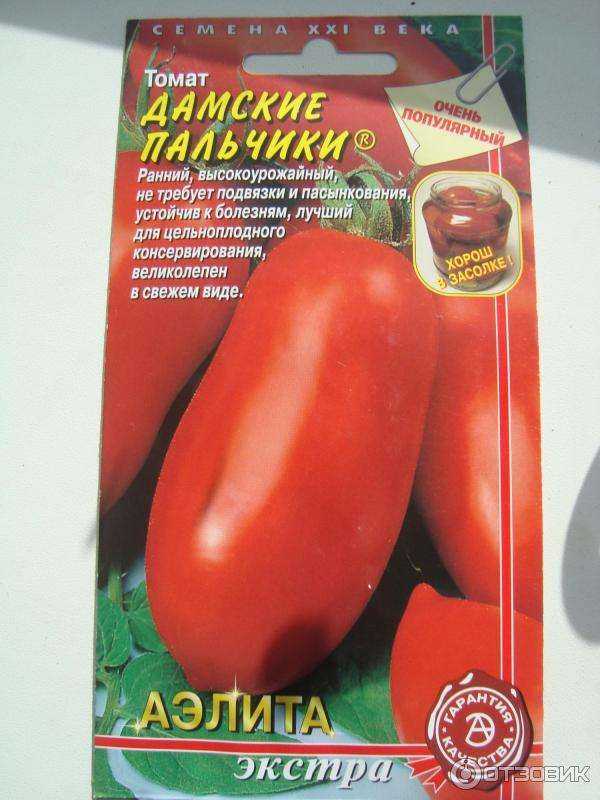 СЕМЕНА XXI ВЕКА
Томат
ДАМСКИЕ
ПАЛЬЧИКИ®
Ранний, высокоурожайный,
не требует подвязки и пасынкования,
устойчив к болезням, лучший
для цельноплодного
консервирования,
великолепен
в свежем виде.
ОЧЕНЬ
ПОПУЛЯРНЫЙ
ХОРОШ
В ЗАСОЛКЕ!
АЭЛИТА
экстра
ГАРАНТИЯ
КАЧЕСТВА
ОТЗОВИК